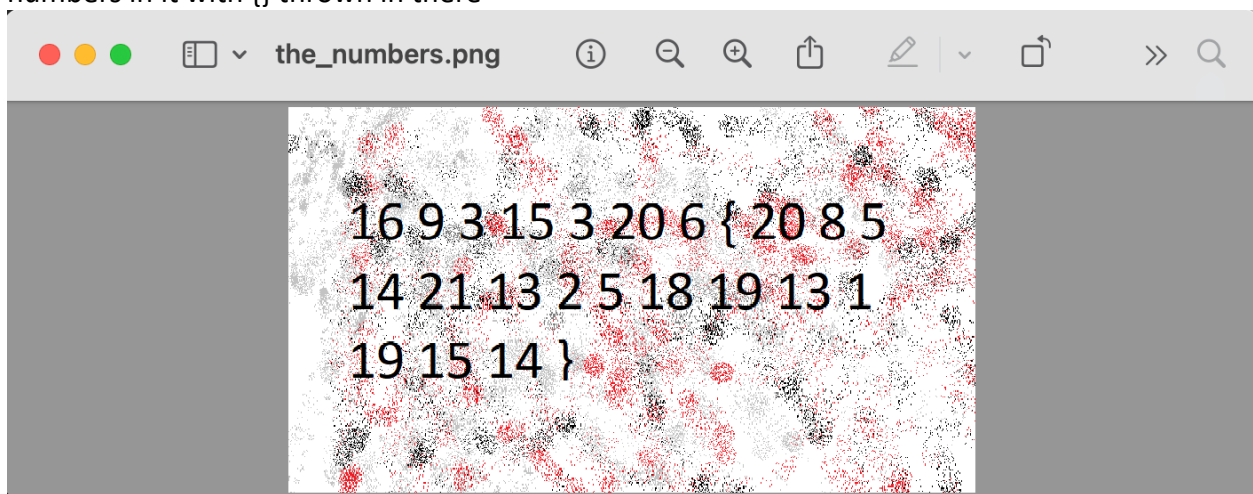 numbers in it with {} thrown in there
the_numbers.png
16 9 3 15 3 20 6 { 20 8 5
14 21 13 2 5 18 19 13 1
19 15 14 }